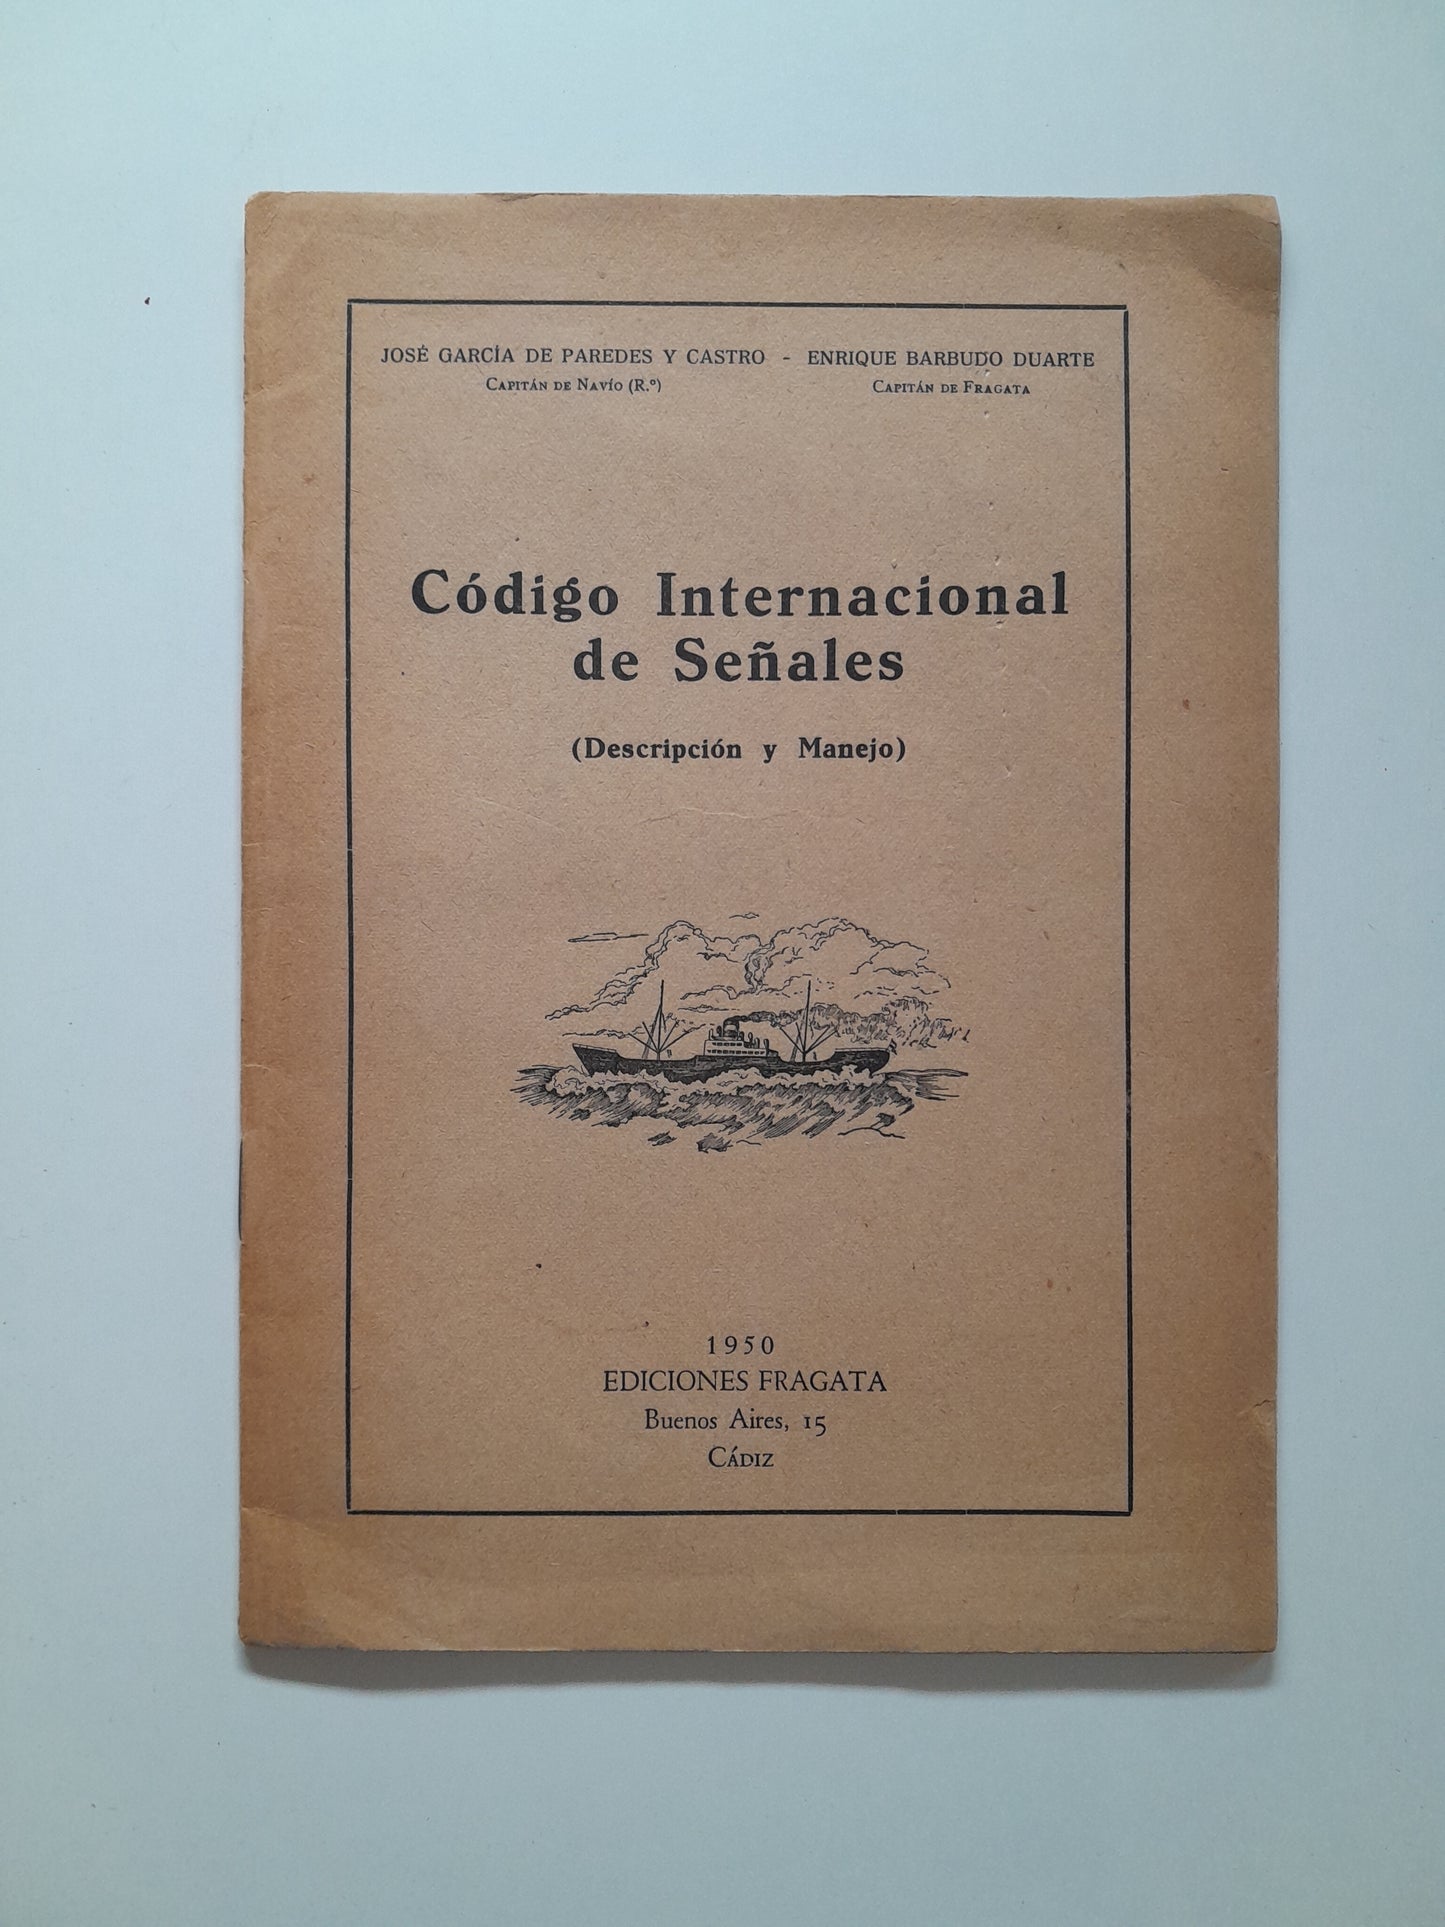 JOSÉ GARCÍA DE PAREDES Y CASTRO - ENRIQUE BARBUDO DUARTE
CAPITÁN DE NAVÍO (R.º) CAPITÁN DE FRAGATA
Código Internacional
de Señales
(Descripción y Manejo)
1950
EDICIONES FRAGATA
Buenos Aires, 15
CÁDIZ